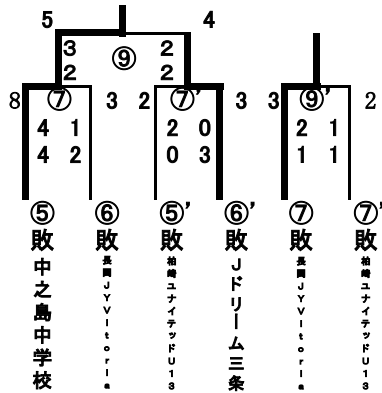 5 4
3 ⑨ 2
2 2
8 ⑦ 3 2 ⑦' 3 3 ⑨' 2
4 1 2 0 2 1
4 2 0 3 1 1
⑤ ⑥ ⑤' ⑥' ⑦ ⑦'
敗 敗 敗 敗 敗 敗
中之島中学校
長岡JYVitoria
柏崎ユナイテッドU13
Jドリーム三条
長岡JYVitoria
柏崎ユナイテッドU13